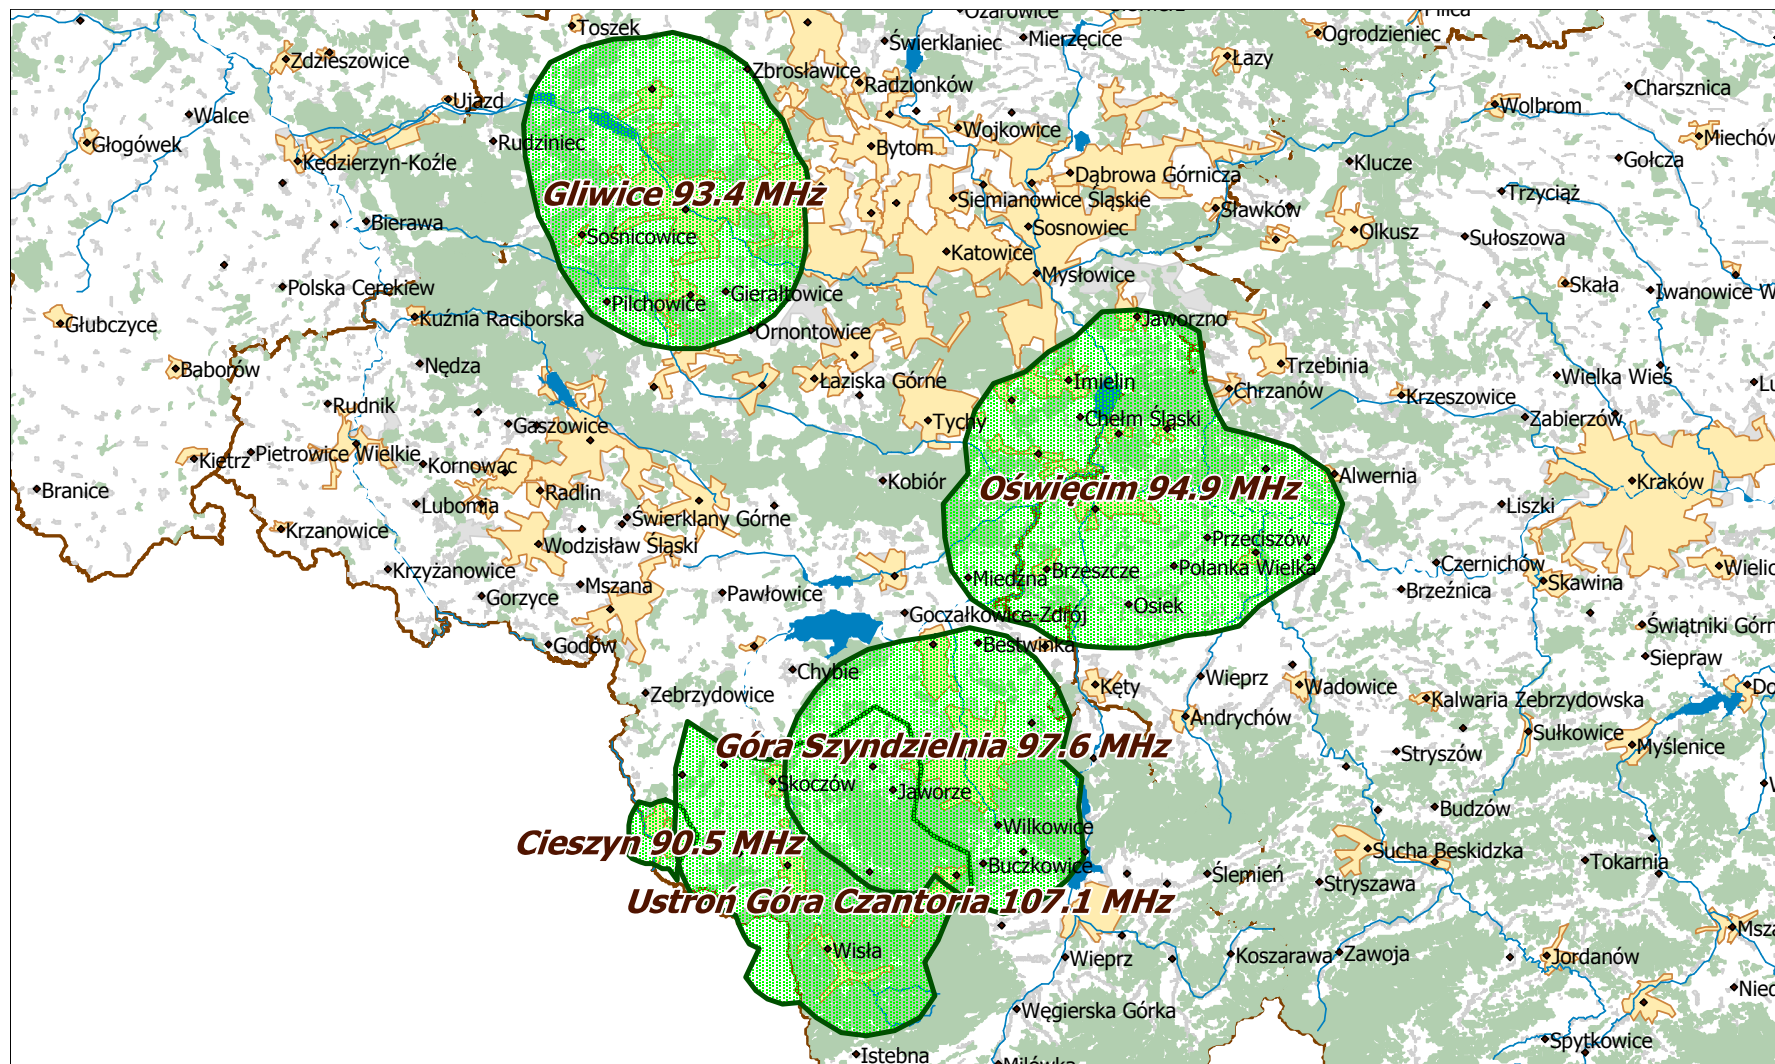 Ożarowice
Toszek
Świerklaniec
Mierzęcice
Ogrodzieniec
Pilica
Zdzieszowice
Zbrosławice
Radzionków
Łazy
Charsznica
Ujazd
Wolbrom
Walce
Głogówek
Rudziniec
Bytom
Wojkowice
Miechów
Kędzierzyn-Koźle
Klucze
Gołcza
Dąbrowa Górnicza
Gliwice 93.4 MHz
Siemianowice Śląskie
Trzyciąż
Sławków
Bierawa
Sośnicowice
Sosnowiec
Olkusz
Sułoszowa
Katowice
Mysłowice
Polska Cerekiew
Pilchowice
Gierałtowice
Skała
Iwanowice W
Głubczyce
Kuźnia Raciborska
Ornontowice
Jaworzno
Baborów
Nędza
Łaziska Górne
Imielin
Trzebinia
Wielka Wieś
Chrzanów
Krzeszowice
Rudnik
Gaszowice
Tychy
Chełm Śląski
Zabierzów
Kietrz
Pietrowice Wielkie
Kornowac
Kobiór
Alwernia
Kraków
Branice
Radlin
Oświęcim 94.9 MHz
Lubomia
Świerklany Górne
Liszki
Krzanowice
Wodzisław Śląski
Przeciszów
Krzyżanowice
Mszana
Miedźna
Brzeszcze
Polanka Wielka
Czernichów
Skawina
Gorzyce
Pawłowice
Osiek
Brzeźnica
Goczałkowice-Zdrój
Godów
Bestwinka
Siepraw
Chybie
Zebrzydowice
Kęty
Wieprz
Wadowice
Kalwaria Zebrzydowska
Andrychów
Sułkowice
Góra Szyndzielnia 97.6 MHz
Stryszów
Myślenice
Skoczów
Jaworze
Budzów
Wilkowice
Cieszyn 90.5 MHz
Sucha Beskidzka
Buczkowice
Ślemień
Stryszawa
Tokarnia
Ustroń Góra Czantoria 107.1 MHz
Wisła
Wieprz
Koszarawa
Zawoja
Jordanów
Węgierska Górka
Spytkowice
Istebna
Milówka